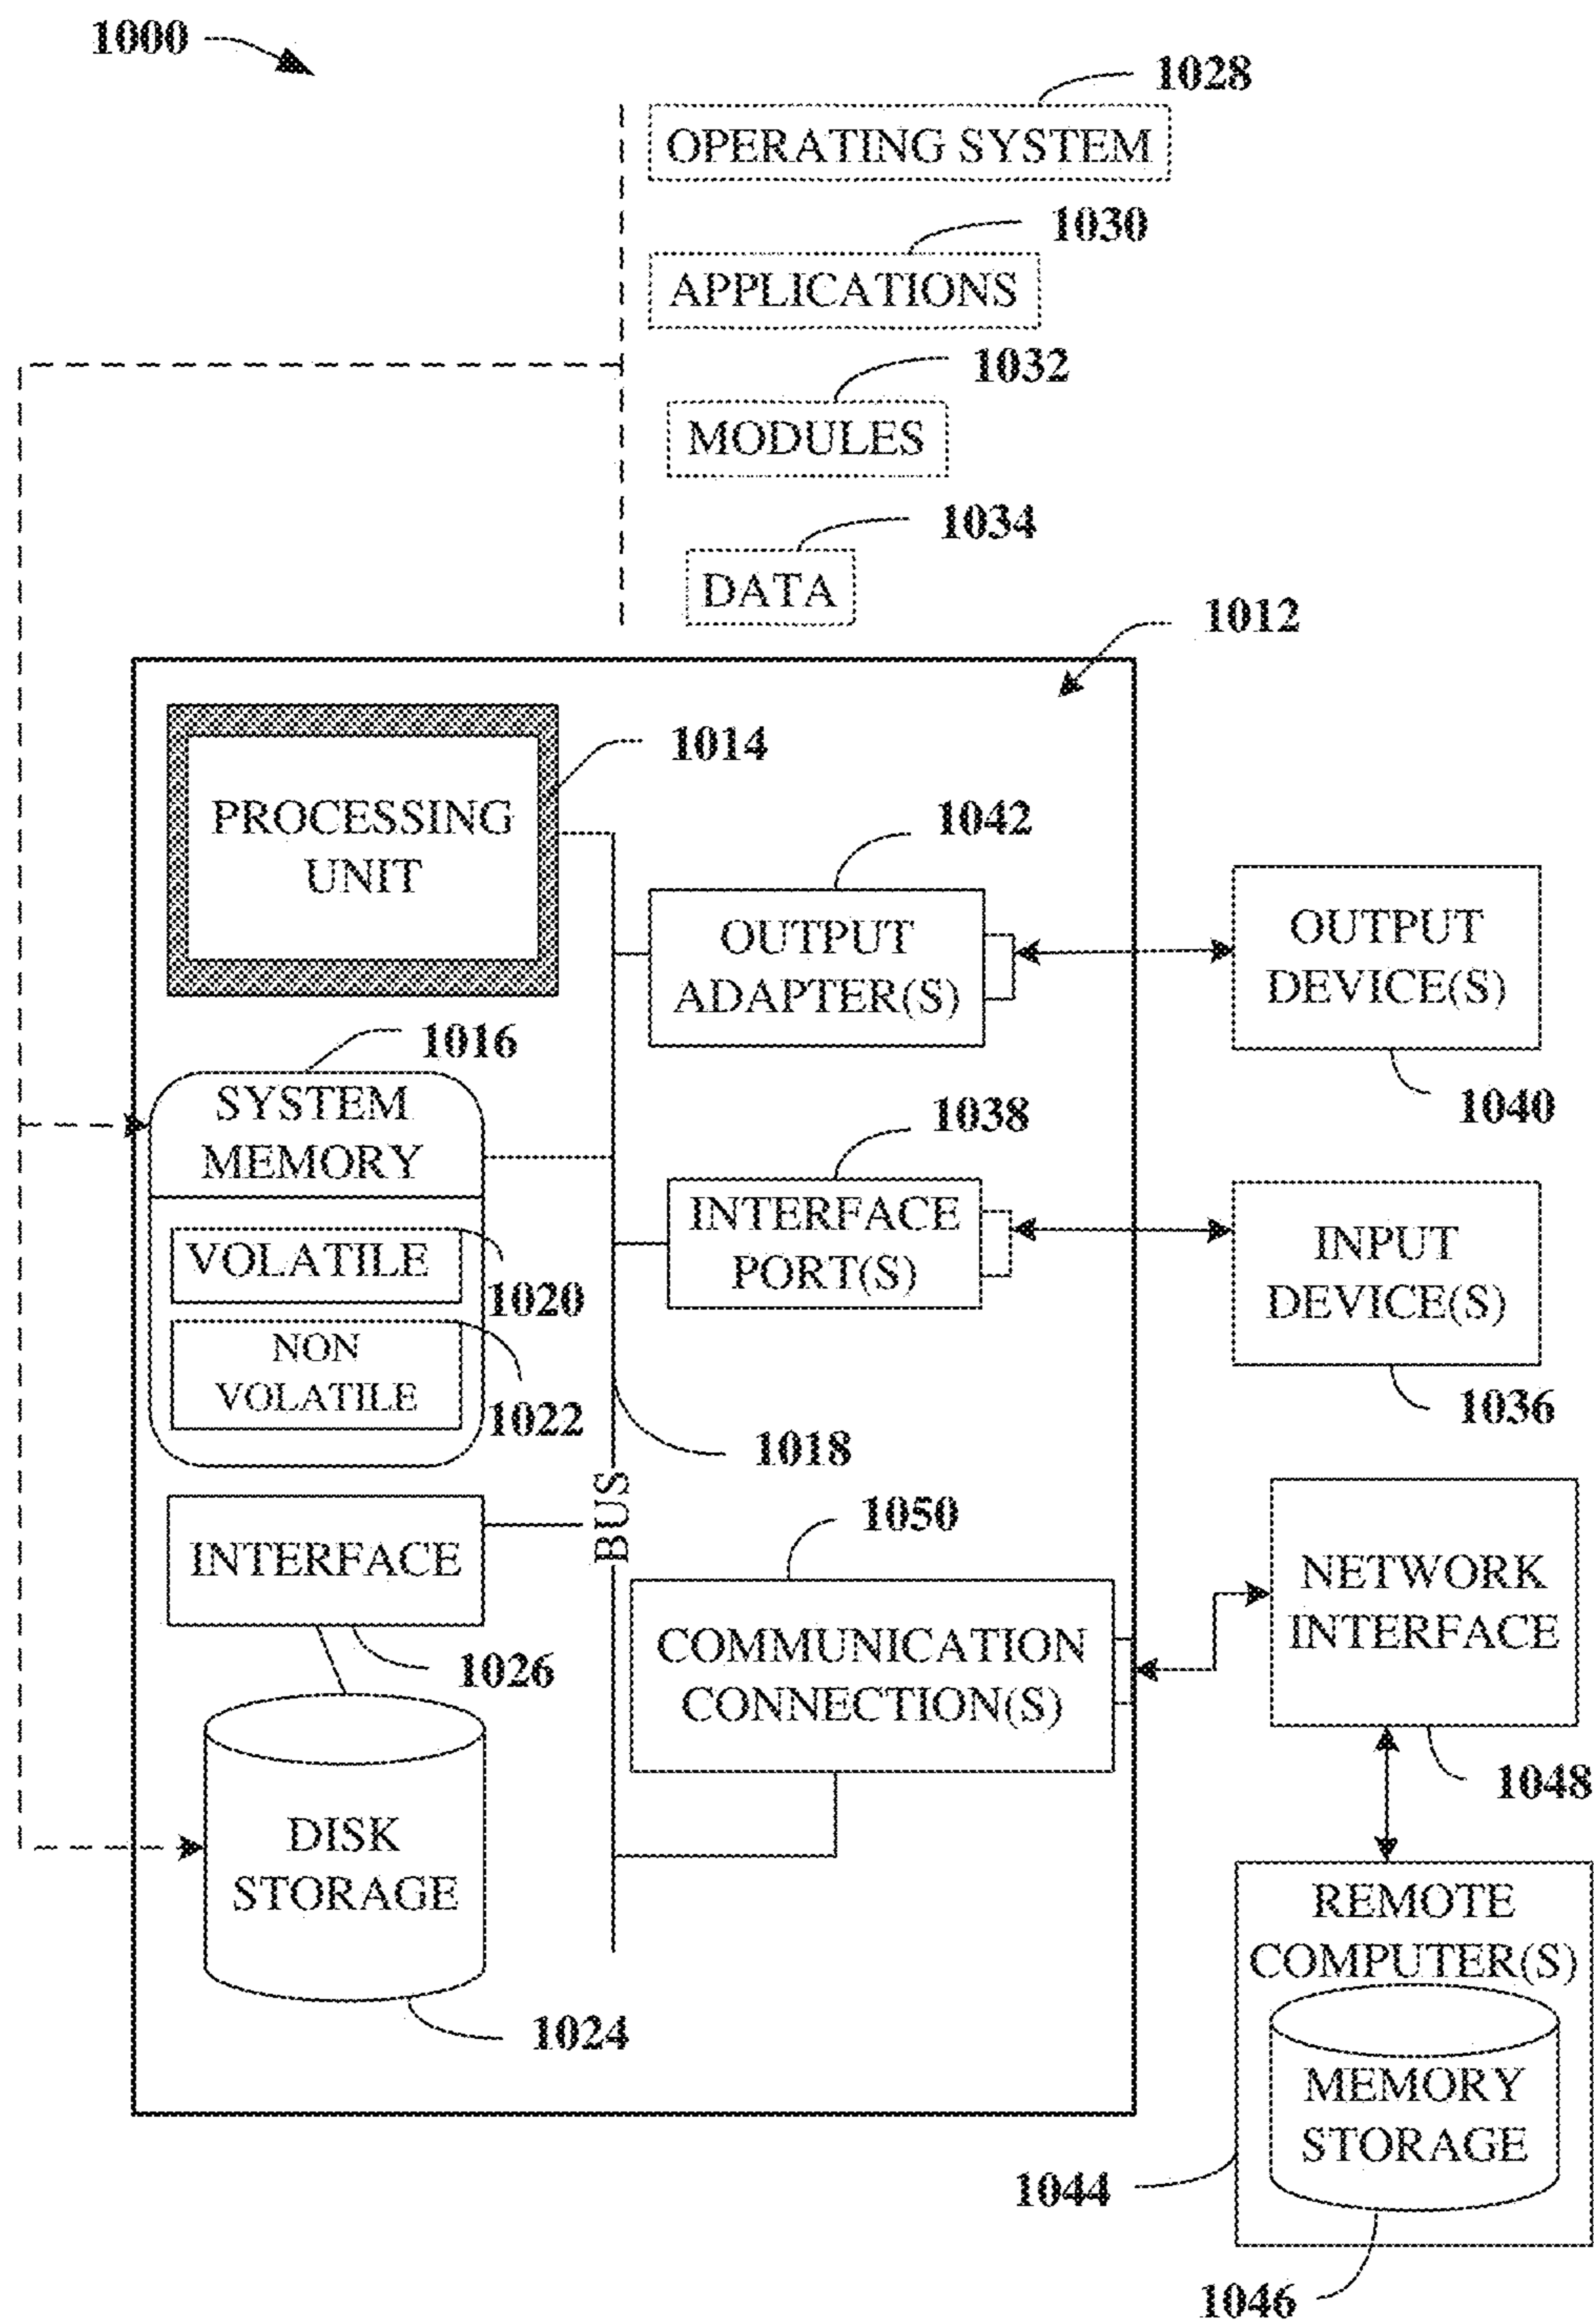 1000
1028
OPERATING SYSTEM
1030
APPLICATIONS
1032
MODULES
1034
DATA
1012
1014
PROCESSING
UNIT
1042
OUTPUT
ADAPTER(S)
OUTPUT
DEVICE(S)
1040
1016
SYSTEM
MEMORY
VOLATILE
1020
NON
VOLATILE
1022
1038
INTERFACE
PORT(S)
INPUT
DEVICE(S)
1036
1018
BUS
INTERFACE
1026
1050
COMMUNICATION
CONNECTION(S)
NETWORK
INTERFACE
1048
DISK
STORAGE
1024
REMOTE
COMPUTER(S)
MEMORY
STORAGE
1044
1046